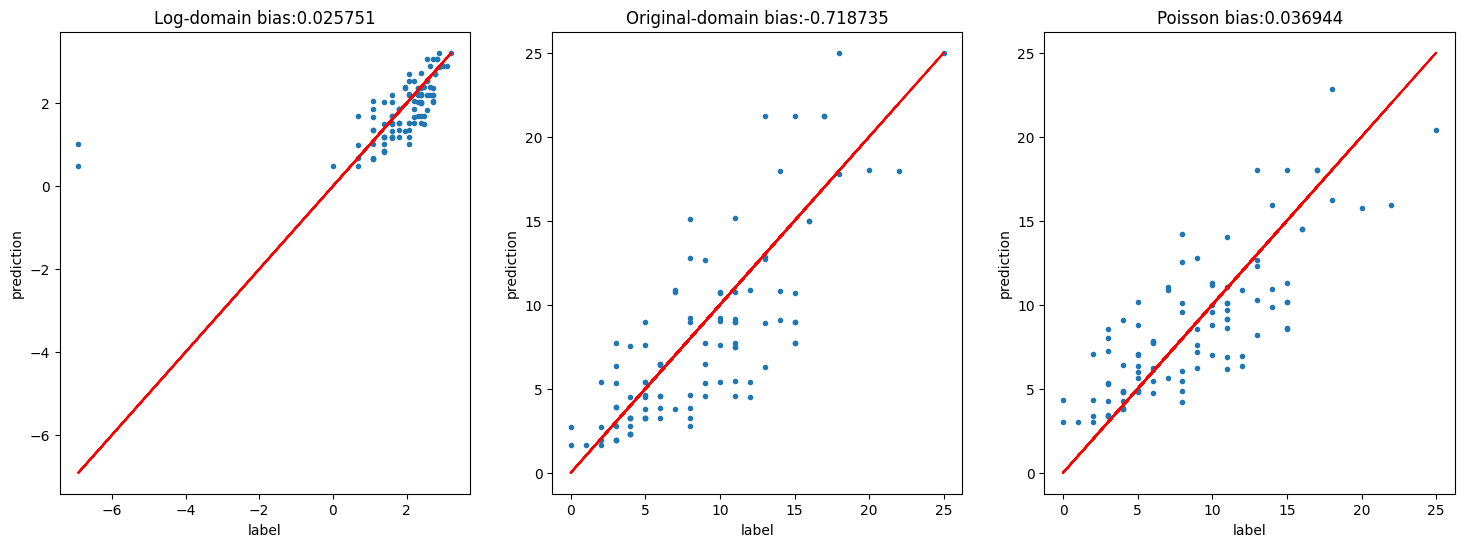 Log-domain bias:0.025751
prediction
2
0
−2
−4
−6
−6 −4 −2 0 2
label
Original-domain bias:-0.718735
prediction
25
20
15
10
5
0
0 5 10 15 20 25
label
Poisson bias:0.036944
prediction
25
20
15
10
5
0
0 5 10 15 20 25
label